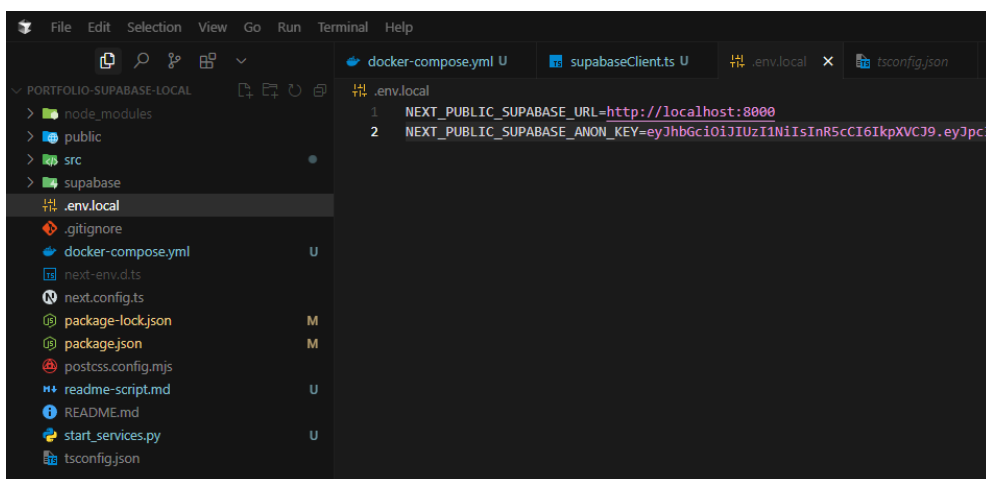 File Edit Selection View Go Run Terminal Help
docker-compose.yml U supabaseClient.ts U .env.local tsconfig.json
PORTFOLIO-SUPABASE-LOCAL
.env.local
1 NEXT_PUBLIC_SUPABASE_URL=http://localhost:8000
2 NEXT_PUBLIC_SUPABASE_ANON_KEY=eyJhbGciOiJIUzI1NiIsInR5cCI6IkpXVCJ9.eyJpc
node_modules
public
src
supabase
.env.local
.gitignore
docker-compose.yml U
next-env.d.ts
next.config.ts
package-lock.json M
package.json M
postcss.config.mjs
readme-script.md U
README.md
start_services.py U
tsconfig.json